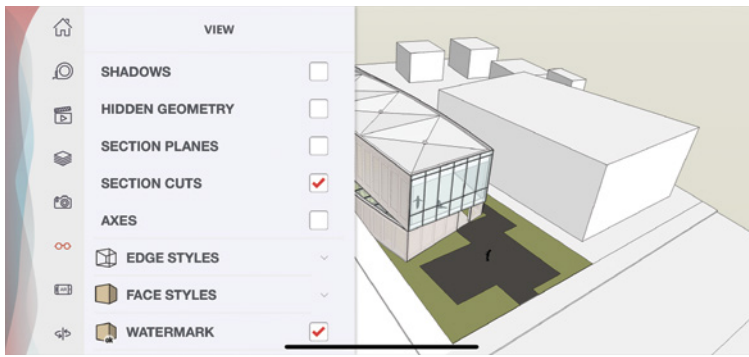 VIEW
SHADOWS
HIDDEN GEOMETRY
SECTION PLANES
SECTION CUTS
AXES
EDGE STYLES
FACE STYLES
WATERMARK